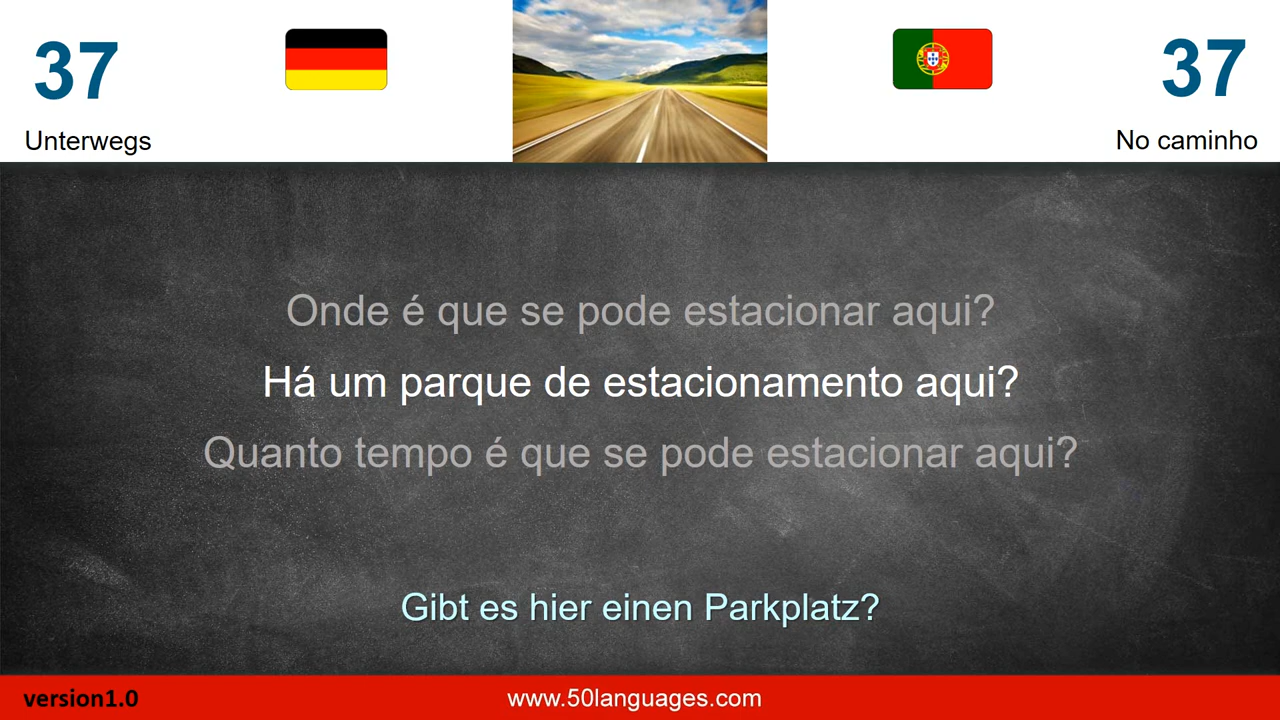 37
37
Unterwegs
No caminho
Onde é que se pode estacionar aqui?
Há um parque de estacionamento aqui?
Quanto tempo é que se pode estacionar aqui?
Gibt es hier einen Parkplatz?
version1.0
www.50languages.com